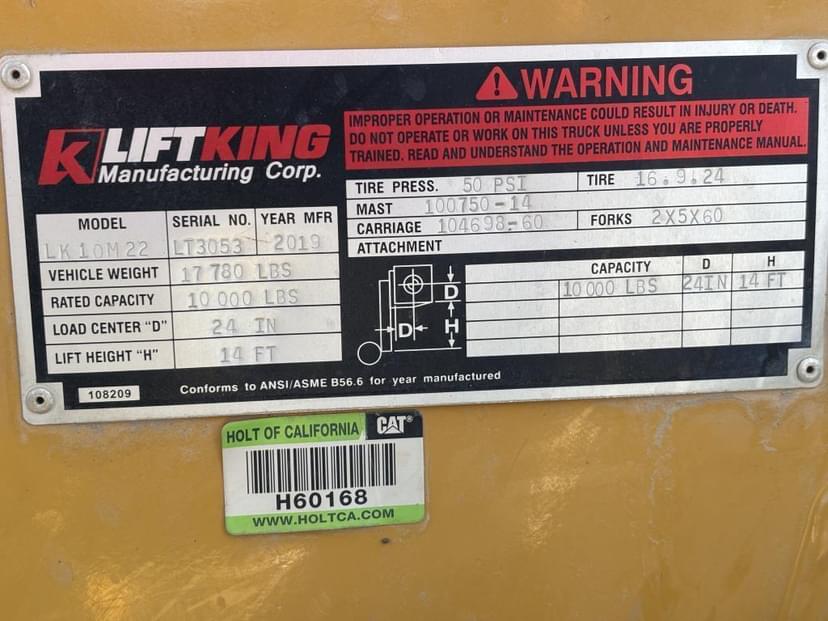 LIFTKING
Manufacturing Corp.
WARNING
IMPROPER OPERATION OR MAINTENANCE COULD RESULT IN INJURY OR DEATH.
DO NOT OPERATE OR WORK ON THIS TRUCK UNLESS YOU ARE PROPERLY
TRAINED. READ AND UNDERSTAND THE OPERATION AND MAINTENANCE MANUAL.
MODEL SERIAL NO. YEAR MFR
LK10M22 LT3053 2019
VEHICLE WEIGHT 17 780 LBS
RATED CAPACITY 10 000 LBS
LOAD CENTER "D" 24 IN
LIFT HEIGHT "H" 14 FT
TIRE PRESS. 50 PSI TIRE 16.9.24
MAST 100750-14
CARRIAGE 104698-60 FORKS 2X5X60
ATTACHMENT
D
D H
CAPACITY D H
10 000 LBS 24IN 14 FT
108209
Conforms to ANSI/ASME B56.6 for year manufactured
HOLT OF CALIFORNIA CAT®
H60168
WWW.HOLTCA.COM